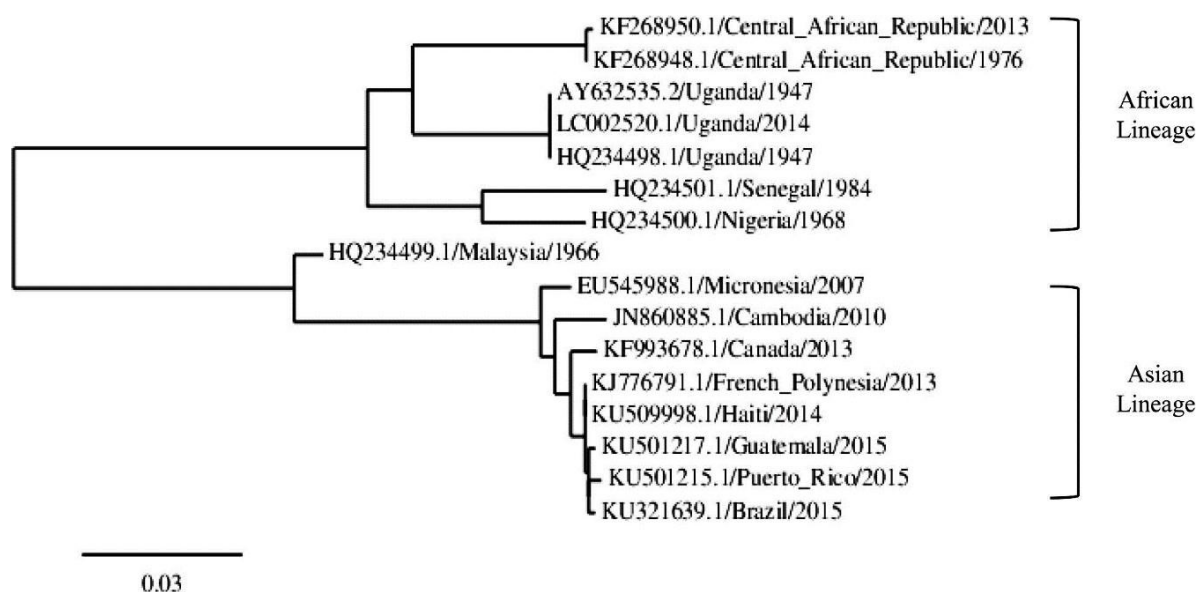 KF268950.1/Central_African_Republic/2013
KF268948.1/Central_African_Republic/1976
AY632535.2/Uganda/1947
LC002520.1/Uganda/2014
HQ234498.1/Uganda/1947
HQ234501.1/Senegal/1984
HQ234500.1/Nigeria/1968
African
Lineage
HQ234499.1/Malaysia/1966
EU545988.1/Micronesia/2007
JN860885.1/Cambodia/2010
KF993678.1/Canada/2013
KJ776791.1/French_Polynesia/2013
KU509998.1/Haiti/2014
KU501217.1/Guatemala/2015
KU501215.1/Puerto_Rico/2015
KU321639.1/Brazil/2015
Asian
Lineage
0.03